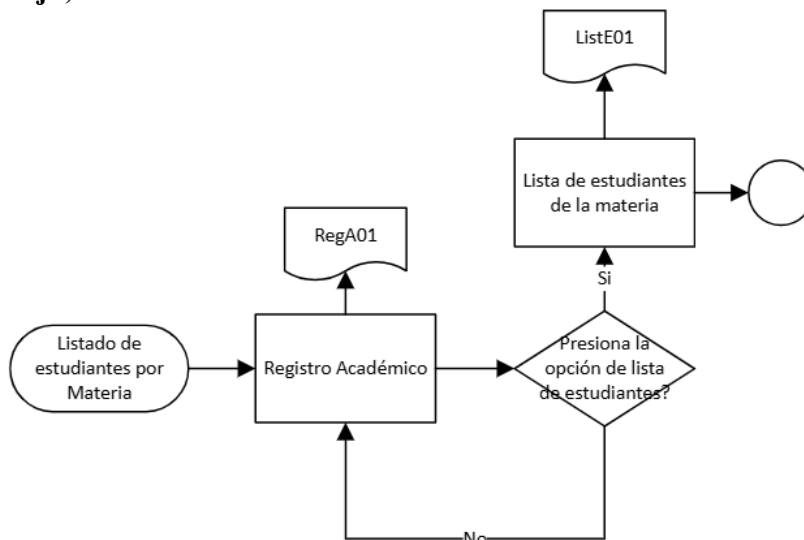 ListE01
Lista de estudiantes
de la materia
RegA01
Si
Listado de
estudiantes por
Materia
Registro Académico
Presiona la
opción de lista
de estudiantes?
No